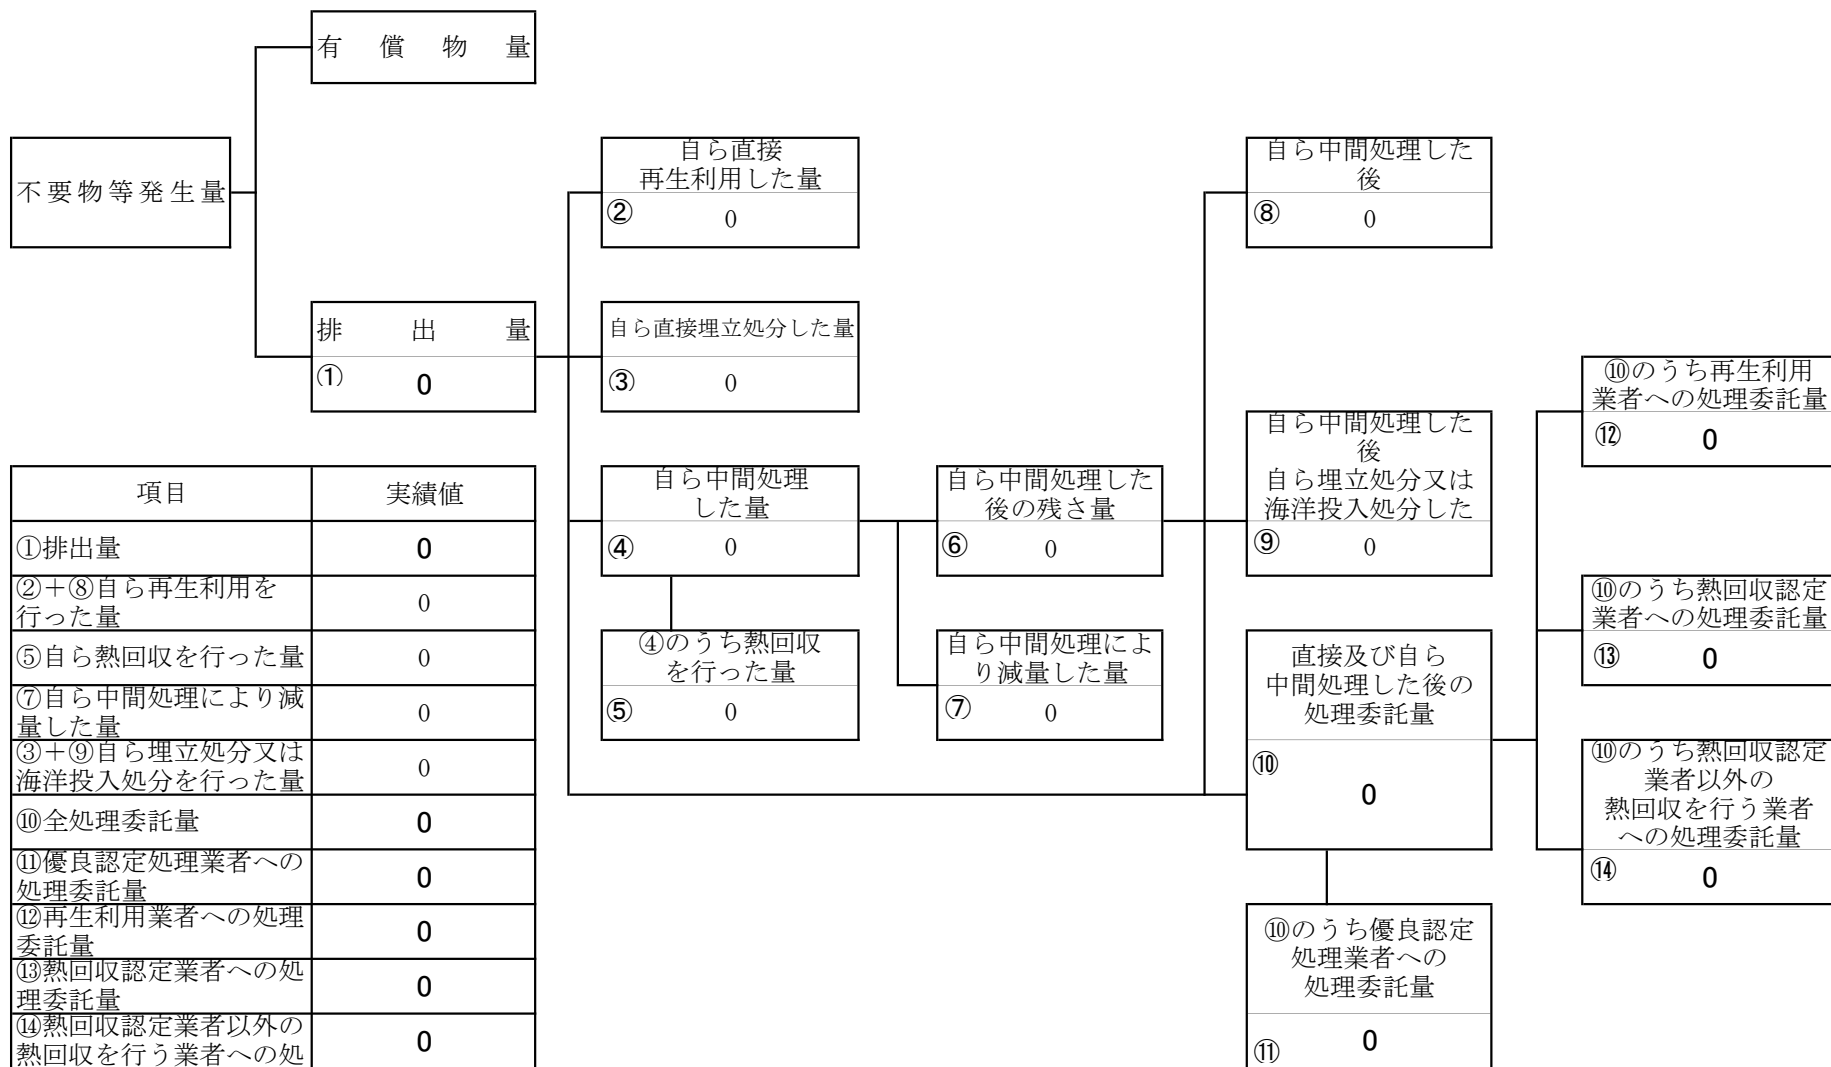 有償物量
不要物等発生量
排出量
① 0
自ら直接
再生利用した量
② 0
自ら直接埋立処分した量
③ 0
自ら中間処理
した量
④ 0
④のうち熱回収
を行った量
⑤ 0
自ら中間処理した
後の残さ量
⑥ 0
自ら中間処理によ
り減量した量
⑦ 0
自ら中間処理した
後
⑧ 0
自ら中間処理した
後
自ら埋立処分又は
海洋投入処分した
⑨ 0
直接及び自ら
中間処理した後の
処理委託量
⑩
0
⑩のうち優良認定
処理業者への
処理委託量
⑪ 0
⑩のうち再生利用
業者への処理委託量
⑫ 0
⑩のうち熱回収認定
業者への処理委託量
⑬ 0
⑩のうち熱回収認定
業者以外の
熱回収を行う業者
への処理委託量
⑭ 0
項目 実績値
①排出量 0
②+⑧自ら再生利用を
行った量 0
⑤自ら熱回収を行った量 0
⑦自ら中間処理により減
量した量 0
③+⑨自ら埋立処分又は
海洋投入処分を行った量 0
⑩全処理委託量 0
⑪優良認定処理業者への
処理委託量 0
⑫再生利用業者への処理
委託量 0
⑬熱回収認定業者への処
理委託量 0
⑭熱回収認定業者以外の
熱回収を行う業者への処 0